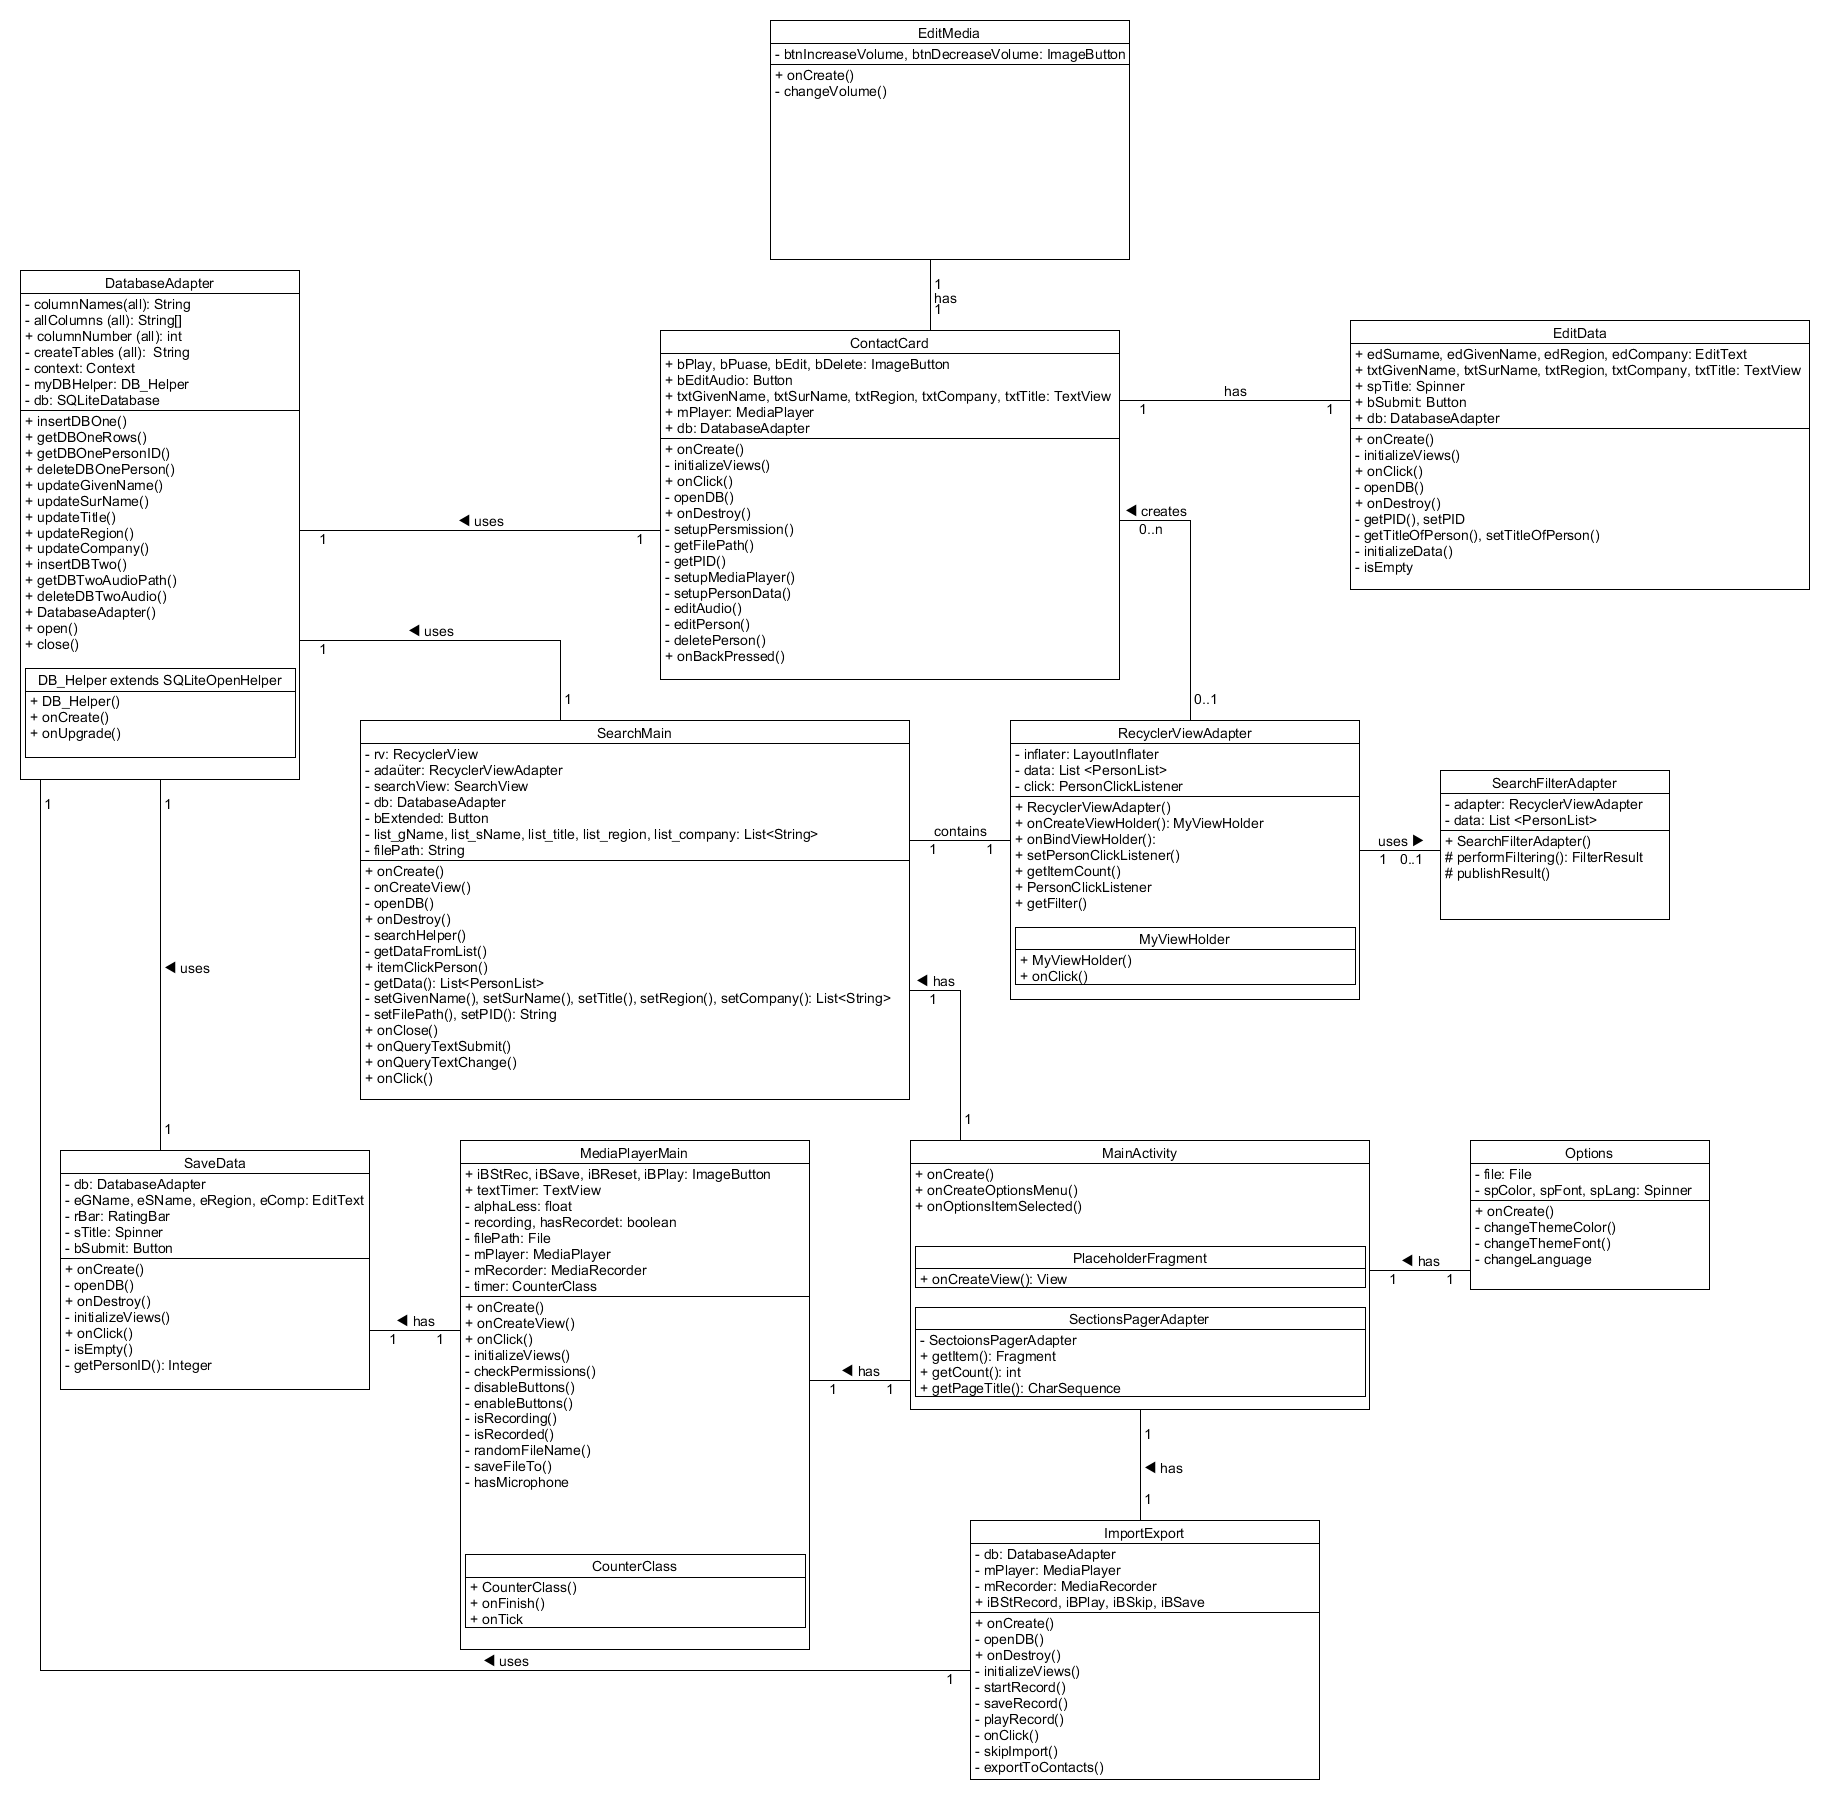 EditMedia
- btnIncreaseVolume, btnDecreaseVolume: ImageButton
+ onCreate()
- changeVolume()
1
has
1
DatabaseAdapter
- columnNames(all): String
- allColumns (all): String[]
+ columnNumber (all): int
- createTables (all):  String
- context: Context
- myDBHelper: DB_Helper
- db: SQLiteDatabase
+ insertDBOne()
+ getDBOneRows()
+ getDBOnePersonID()
+ deleteDBOnePerson()
+ updateGivenName()
+ updateSurName()
+ updateTitle()
+ updateRegion()
+ updateCompany()
+ insertDBTwo()
+ getDBTwoAudioPath()
+ deleteDBTwoAudio()
+ DatabaseAdapter()
+ open()
+ close()
DB_Helper extends SQLiteOpenHelper
+ DB_Helper()
+ onCreate()
+ onUpgrade()
ContactCard
+ bPlay, bPuase, bEdit, bDelete: ImageButton
+ bEditAudio: Button
+ txtGivenName, txtSurName, txtRegion, txtCompany, txtTitle: TextView
+ mPlayer: MediaPlayer
+ db: DatabaseAdapter
+ onCreate()
- initializeViews()
+ onClick()
- openDB()
+ onDestroy()
- setupPersmission()
- getFilePath()
- getPID()
- setupMediaPlayer()
- setupPersonData()
- editAudio()
- editPerson()
- deletePerson()
+ onBackPressed()
has
1 1
EditData
+ edSurname, edGivenName, edRegion, edCompany: EditText
+ txtGivenName, txtSurName, txtRegion, txtCompany, txtTitle: TextView
+ spTitle: Spinner
+ bSubmit: Button
+ db: DatabaseAdapter
+ onCreate()
- initializeViews()
+ onClick()
- openDB()
+ onDestroy()
- getPID(), setPID
- getTitleOfPerson(), setTitleOfPerson()
- initializeData()
- isEmpty
◀ uses
1 1
◀ creates
0..n
0..1
◀ uses
1
1
SearchMain
- rv: RecyclerView
- adaüter: RecyclerViewAdapter
- searchView: SearchView
- db: DatabaseAdapter
- bExtended: Button
- list_gName, list_sName, list_title, list_region, list_company: List<String>
- filePath: String
+ onCreate()
- onCreateView()
- openDB()
+ onDestroy()
- searchHelper()
- getDataFromList()
+ itemClickPerson()
- getData(): List<PersonList>
- setGivenName(), setSurName(), setTitle(), setRegion(), setCompany(): List<String>
- setFilePath(), setPID(): String
+ onClose()
+ onQueryTextSubmit()
+ onQueryTextChange()
+ onClick()
contains
1 1
RecyclerViewAdapter
- inflater: LayoutInflater
- data: List <PersonList>
- click: PersonClickListener
+ RecyclerViewAdapter()
+ onCreateViewHolder(): MyViewHolder
+ onBindViewHolder():
+ setPersonClickListener()
+ getItemCount()
+ PersonClickListener
+ getFilter()
MyViewHolder
+ MyViewHolder()
+ onClick()
uses ▶
1 0..1
SearchFilterAdapter
- adapter: RecyclerViewAdapter
- data: List <PersonList>
+ SearchFilterAdapter()
# performFiltering(): FilterResult
# publishResult()
1
1
◀ uses
1
◀ has
1
1
SaveData
- db: DatabaseAdapter
- eGName, eSName, eRegion, eComp: EditText
- rBar: RatingBar
- sTitle: Spinner
- bSubmit: Button
+ onCreate()
- openDB()
+ onDestroy()
- initializeViews()
+ onClick()
- isEmpty()
- getPersonID(): Integer
◀ has
1 1
MediaPlayerMain
+ iBStRec, iBSave, iBReset, iBPlay: ImageButton
+ textTimer: TextView
- alphaLess: float
- recording, hasRecordet: boolean
- filePath: File
- mPlayer: MediaPlayer
- mRecorder: MediaRecorder
- timer: CounterClass
+ onCreate()
+ onCreateView()
+ onClick()
- initializeViews()
- checkPermissions()
- disableButtons()
- enableButtons()
- isRecording()
- isRecorded()
- randomFileName()
- saveFileTo()
- hasMicrophone
CounterClass
+ CounterClass()
+ onFinish()
+ onTick
◀ has
1 1
MainActivity
+ onCreate()
+ onCreateOptionsMenu()
+ onOptionsItemSelected()
PlaceholderFragment
+ onCreateView(): View
SectionsPagerAdapter
- SectoionsPagerAdapter
+ getItem(): Fragment
+ getCount(): int
+ getPageTitle(): CharSequence
◀ has
1 1
Options
- file: File
- spColor, spFont, spLang: Spinner
+ onCreate()
- changeThemeColor()
- changeThemeFont()
- changeLanguage
1
◀ has
1
ImportExport
- db: DatabaseAdapter
- mPlayer: MediaPlayer
- mRecorder: MediaRecorder
+ iBStRecord, iBPlay, iBSkip, iBSave
+ onCreate()
- openDB()
+ onDestroy()
- initializeViews()
- startRecord()
- saveRecord()
- playRecord()
- onClick()
- skipImport()
- exportToContacts()
◀ uses
1